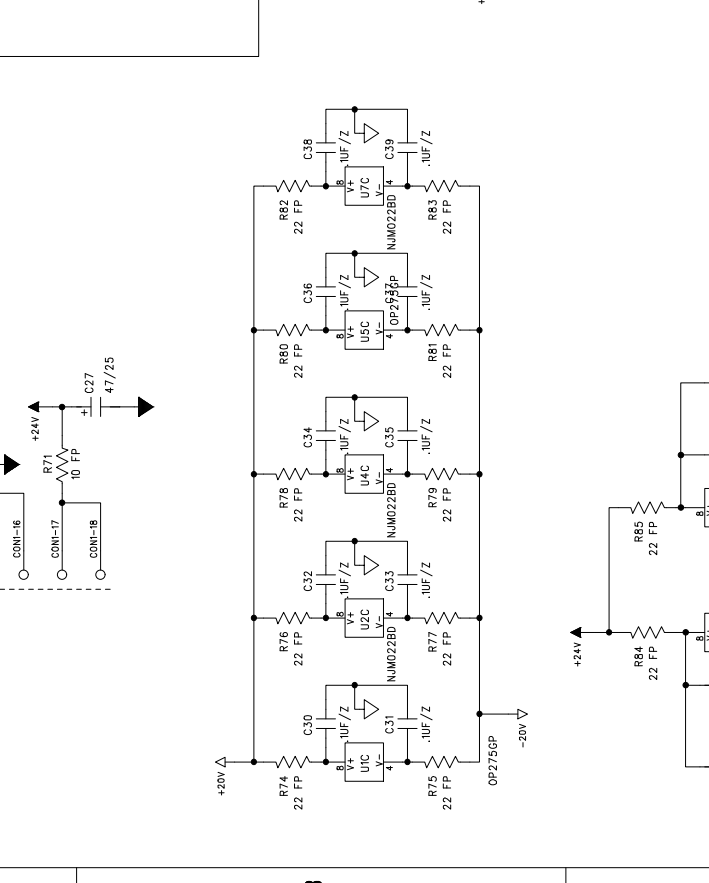 C38
.1UF/Z
C39
.1UF/Z
R82
22 FP
8
V+
U7C
V-
4
NJM022BD
R83
22 FP
C36
.1UF/Z
C37
.1UF/Z
OP275GP
R80
22 FP
8
V+
U5C
V-
4
R81
22 FP
C34
.1UF/Z
C35
.1UF/Z
R78
22 FP
8
V+
U4C
V-
4
NJM022BD
R79
22 FP
C32
.1UF/Z
C33
.1UF/Z
R76
22 FP
8
V+
U2C
V-
4
NJM022BD
R77
22 FP
C30
.1UF/Z
C31
.1UF/Z
+20V
R74
22 FP
8
V+
U1C
V-
4
R75
22 FP
OP275GP
-20V
+24V
+
C27
47/25
R71
10 FP
CON1-16
CON1-17
CON1-18
R85
22 FP
8
+24V
R84
22 FP
8